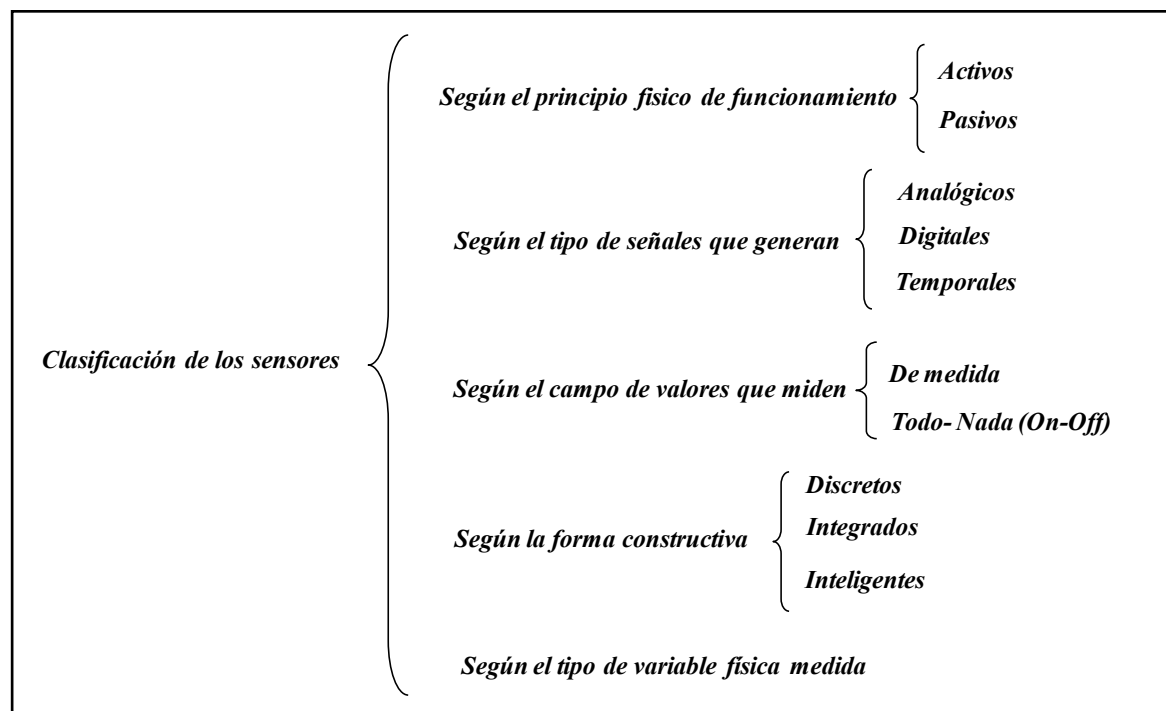 Clasificación de los sensores
Según el principio fisico de funcionamiento
Activos
Pasivos
Según el tipo de señales que generan
Analógicos
Digitales
Temporales
Según el campo de valores que miden
De medida
Todo- Nada (On-Off)
Según la forma constructiva
Discretos
Integrados
Inteligentes
Según el tipo de variable física medida